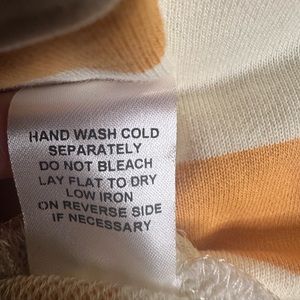 HAND WASH COLD
SEPARATELY
DO NOT BLEACH
LAY FLAT TO DRY
LOW IRON
ON REVERSE SIDE
IF NECESSARY